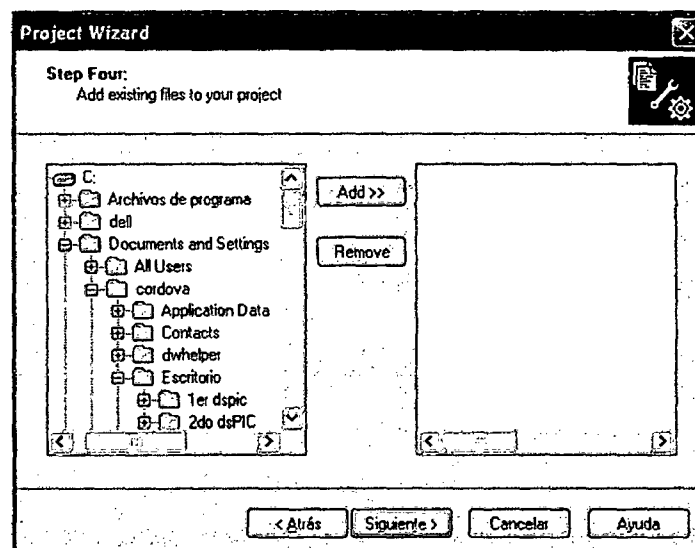 Project Wizard
Step Four:
Add existing files to your project
C:
Archivos de programa
dell
Documents and Settings
All Users
cordova
Application Data
Contacts
dwhelper
Escritorio
1er dspic
2do dsPIC
Add >>
Remove
< Atrás
Siguiente >
Cancelar
Ayuda